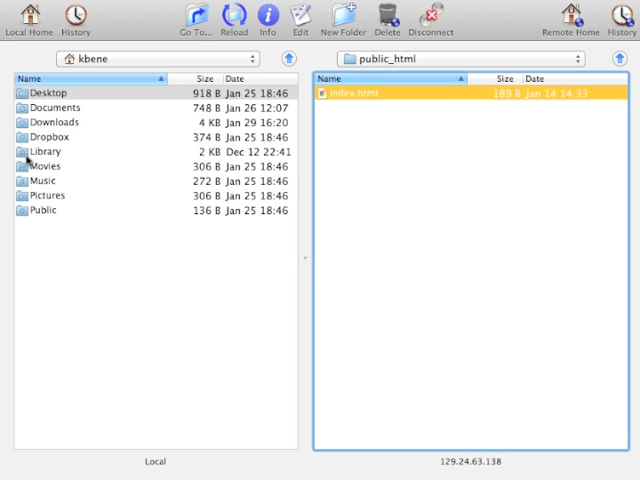 Local Home History Go To... Reload Info Edit New Folder Delete Disconnect Remote Home History
kbene
public_html
Name Size Date
Desktop 918 B Jan 25 18:46
Documents 748 B Jan 26 12:07
Downloads 4 KB Jan 29 16:20
Dropbox 374 B Jan 25 18:46
Library 2 KB Dec 12 22:41
Movies 306 B Jan 25 18:46
Music 272 B Jan 25 18:46
Pictures 306 B Jan 25 18:46
Public 136 B Jan 25 18:46
Name Size Date
index.html 189 B Jan 14 14:33
Local
129.24.63.138